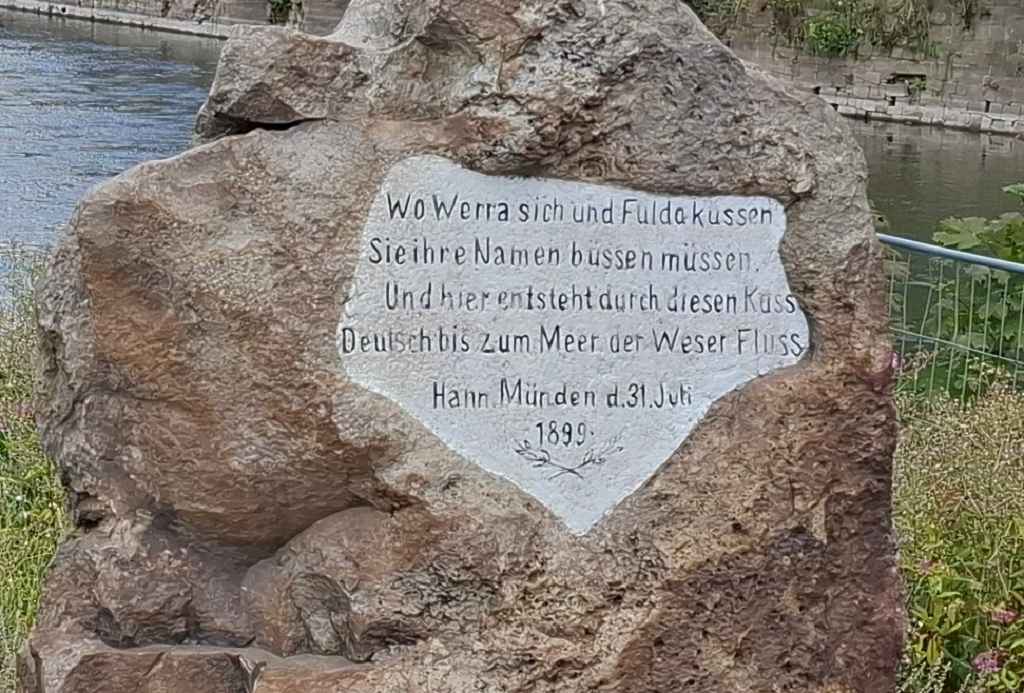 Wo Werra sich und Fulda küssen
Sie ihre Namen büssen müssen.
Und hier entsteht durch diesen Kuss
Deutsch bis zum Meer der Weser Fluss
Hann. Münden d. 31. Juli
1899.